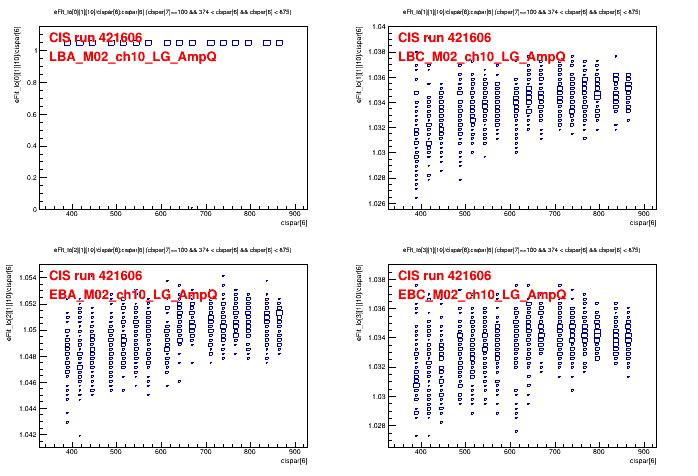 eFit_lo[0][1][10]/cispar[6]:cispar[6] {cispar[7]==100 && 374 < cispar[6] && cispar[6] < 875}
CIS run 421606
LBA_M02_ch10_LG_AmpQ
eFit_lo[0][1][10]/cispar[6]
1
0.8
0.6
0.4
0.2
0
400 500 600 700 800 900
cispar[6]
eFit_lo[1][1][10]/cispar[6]:cispar[6] {cispar[7]==100 && 374 < cispar[6] && cispar[6] < 875}
CIS run 421606
LBC_M02_ch10_LG_AmpQ
eFit_lo[1][1][10]/cispar[6]
1.04
1.038
1.036
1.034
1.032
1.03
1.028
1.026
400 500 600 700 800 900
cispar[6]
eFit_lo[2][1][10]/cispar[6]:cispar[6] {cispar[7]==100 && 374 < cispar[6] && cispar[6] < 875}
CIS run 421606
EBA_M02_ch10_LG_AmpQ
eFit_lo[2][1][10]/cispar[6]
1.054
1.052
1.05
1.048
1.046
1.044
1.042
400 500 600 700 800 900
cispar[6]
eFit_lo[3][1][10]/cispar[6]:cispar[6] {cispar[7]==100 && 374 < cispar[6] && cispar[6] < 875}
CIS run 421606
EBC_M02_ch10_LG_AmpQ
eFit_lo[3][1][10]/cispar[6]
1.038
1.036
1.034
1.032
1.03
1.028
400 500 600 700 800 900
cispar[6]